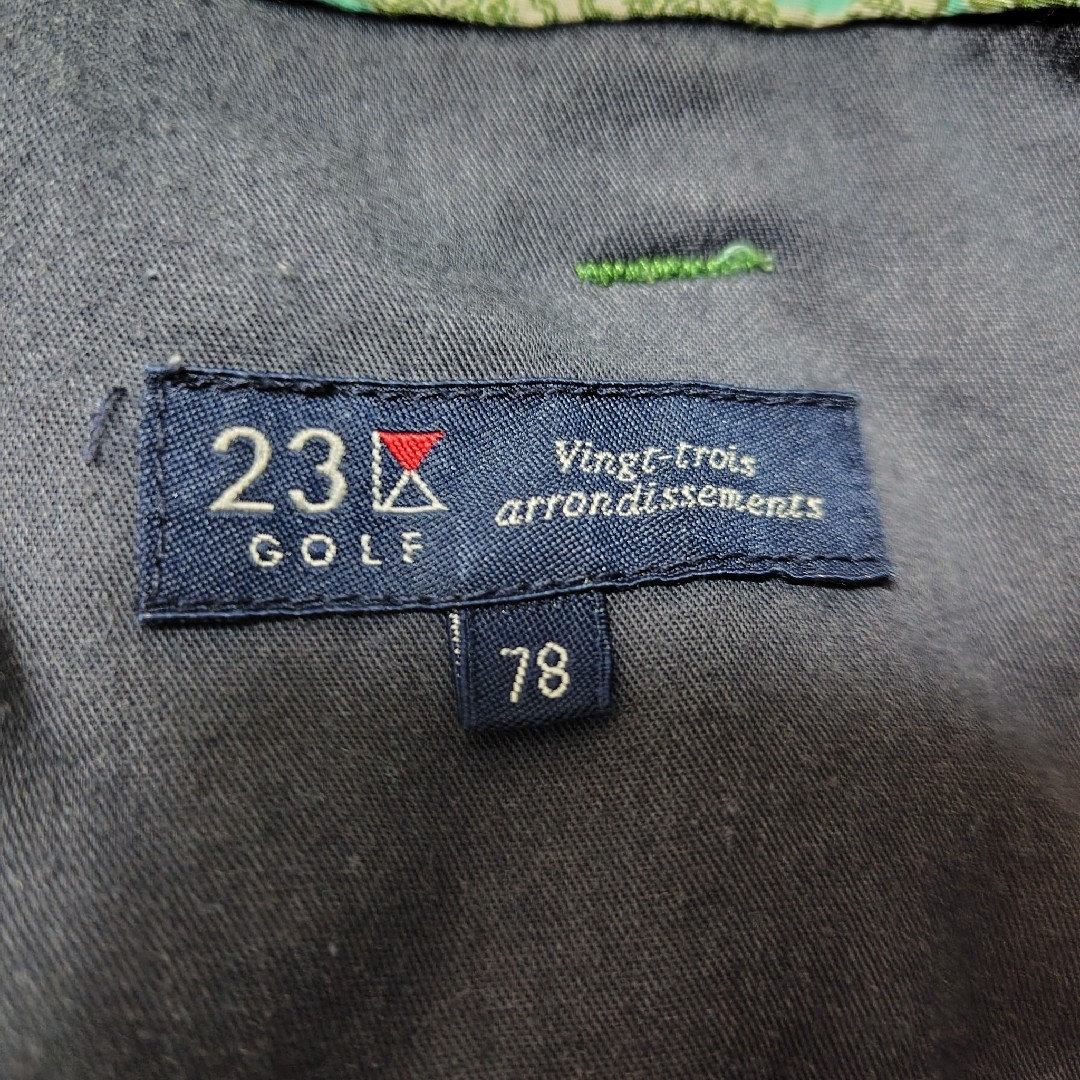 23
GOLF
Vingt-trois
arrondissements
78